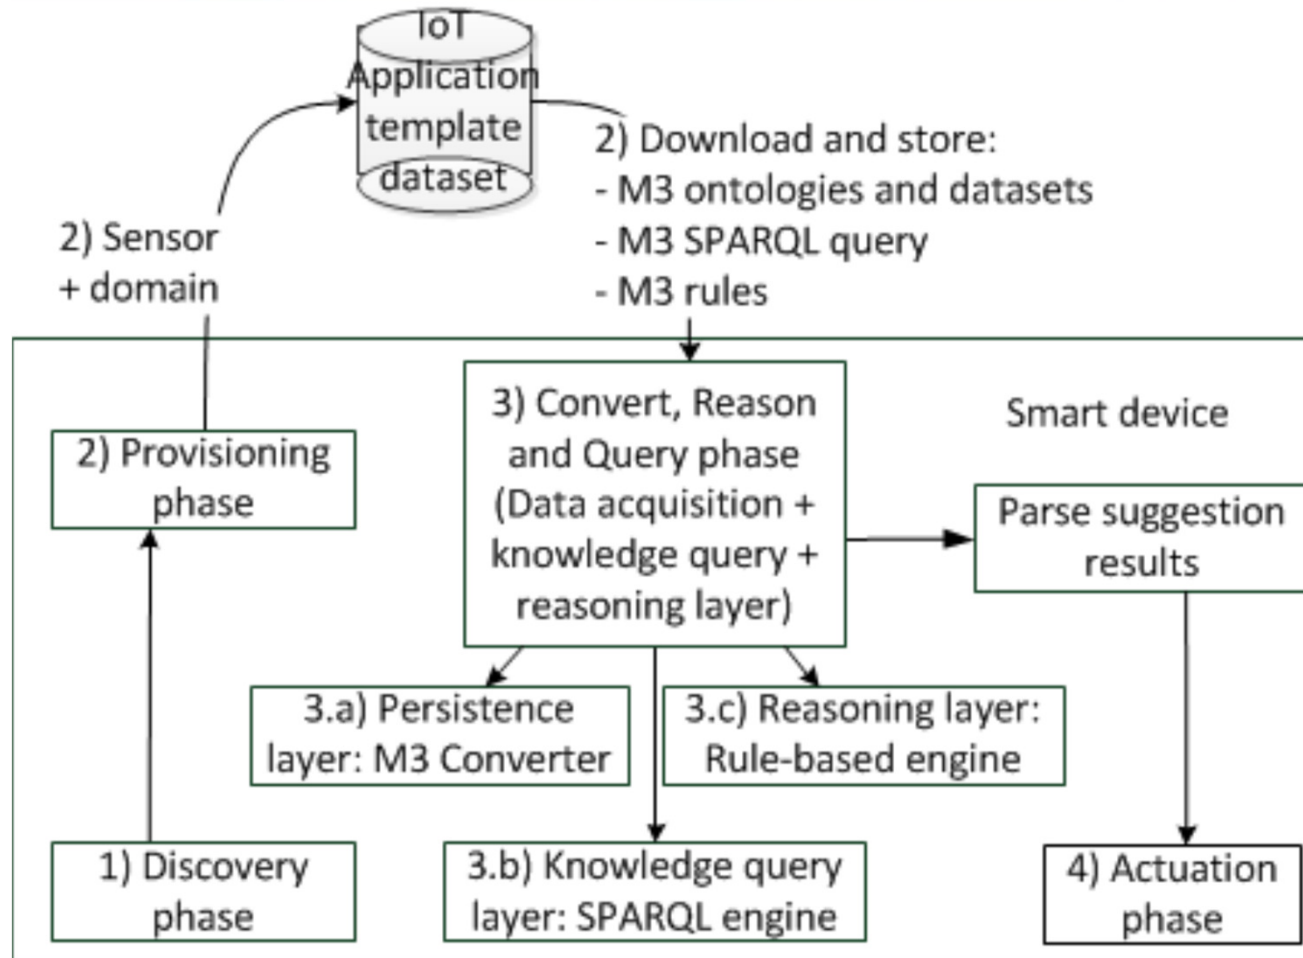 IoT
Application
template
dataset
2) Download and store:
- M3 ontologies and datasets
- M3 SPARQL query
- M3 rules
2) Sensor
+ domain
Smart device
2) Provisioning
phase
3) Convert, Reason
and Query phase
(Data acquisition +
knowledge query +
reasoning layer)
Parse suggestion
results
3.a) Persistence
layer: M3 Converter
3.c) Reasoning layer:
Rule-based engine
1) Discovery
phase
3.b) Knowledge query
layer: SPARQL engine
4) Actuation
phase